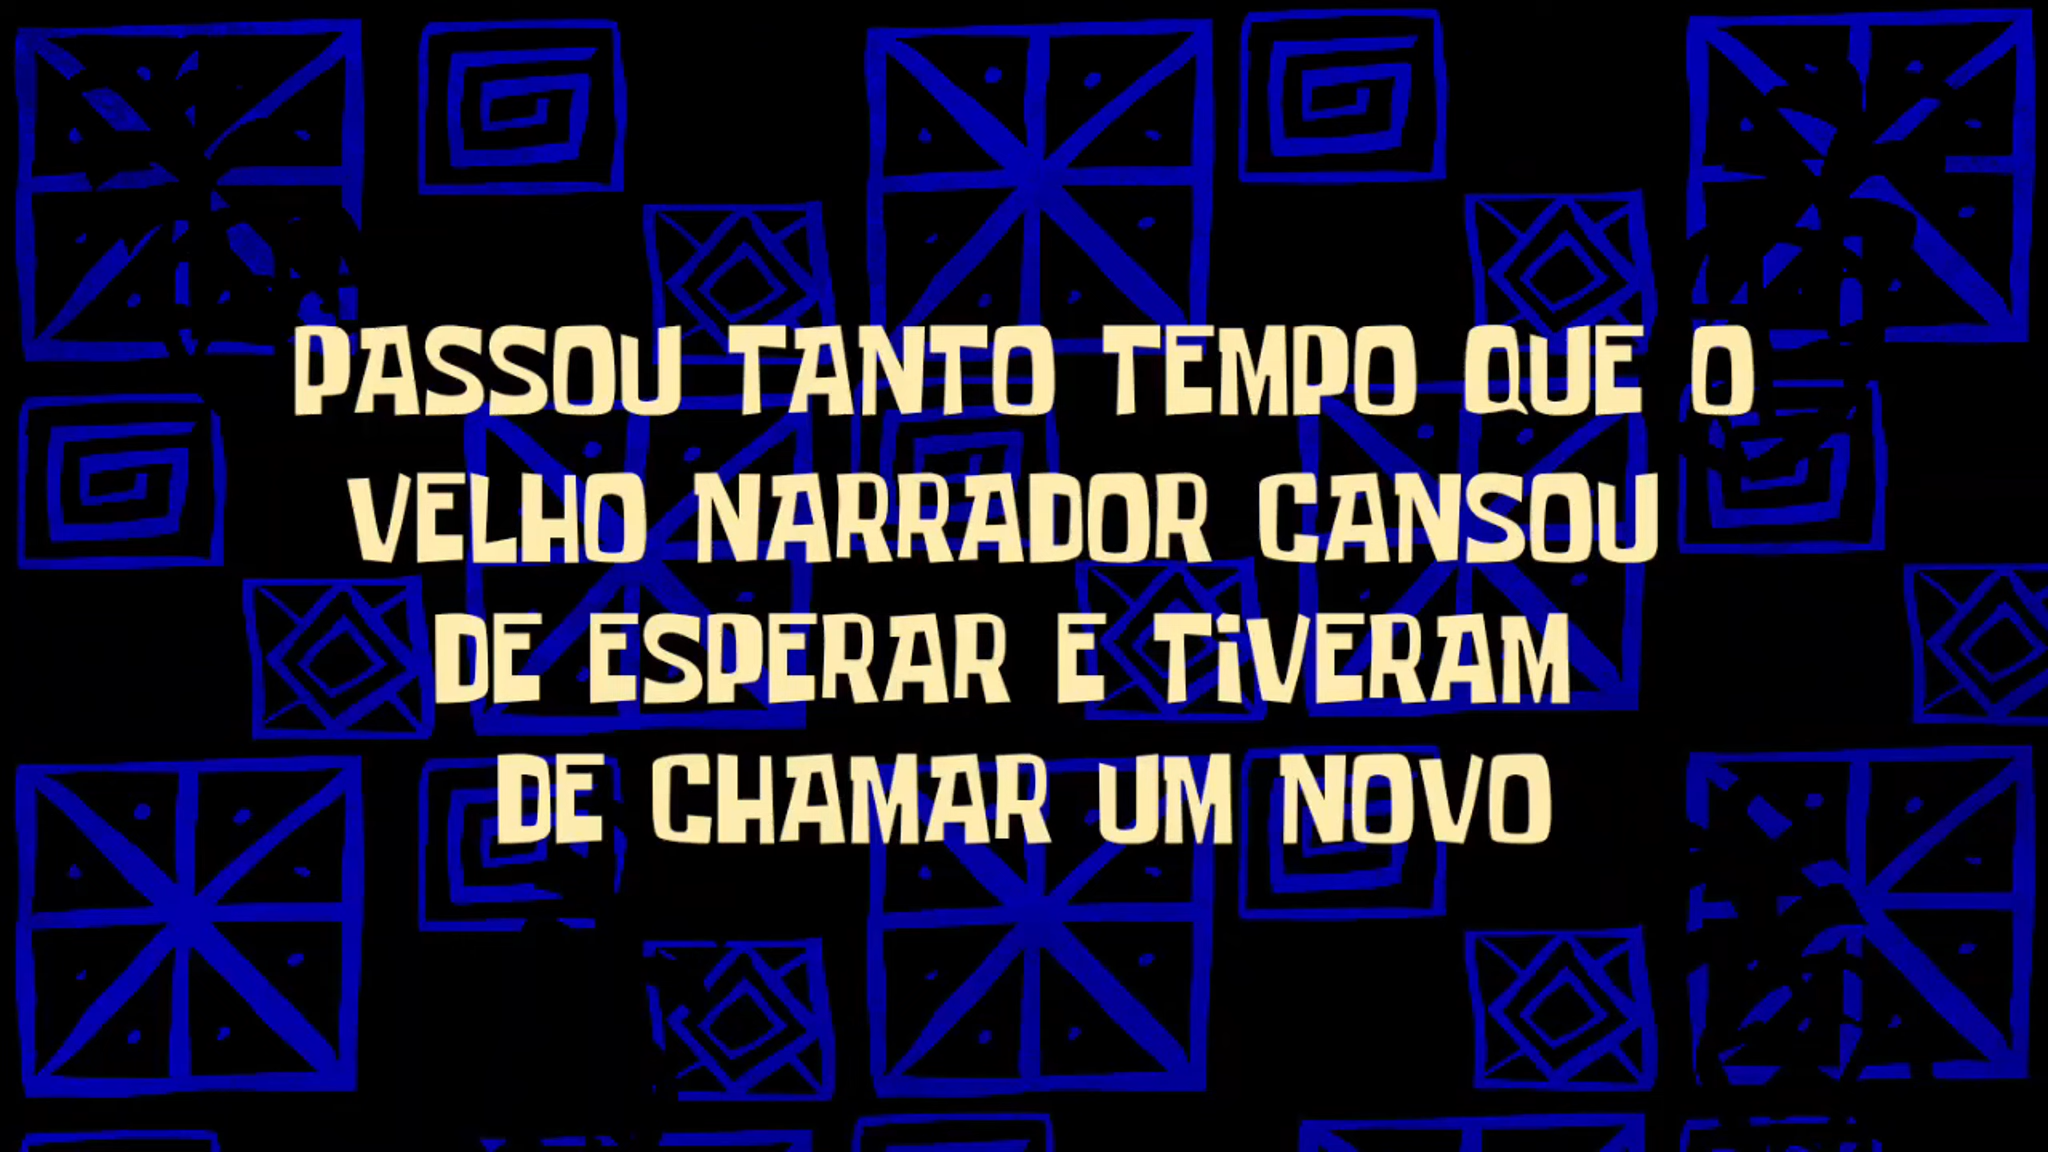 PASSOU TANTO TEMPO QUE O
VELHO NARRADOR CANSOU
DE ESPERAR E TIVERAM
DE CHAMAR UM NOVO